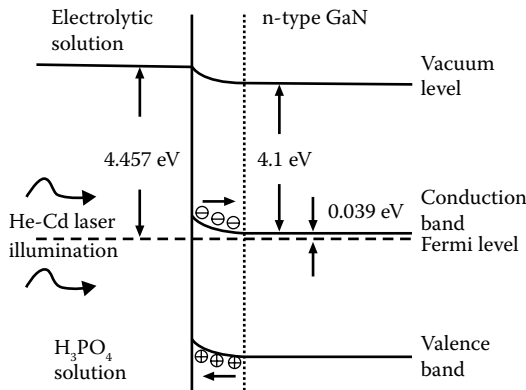 Electrolytic
solution
n-type GaN
Vacuum
level
4.457 eV
4.1 eV
0.039 eV
Conduction
band
Fermi level
He-Cd laser
illumination
H₃PO₄
solution
Valence
band